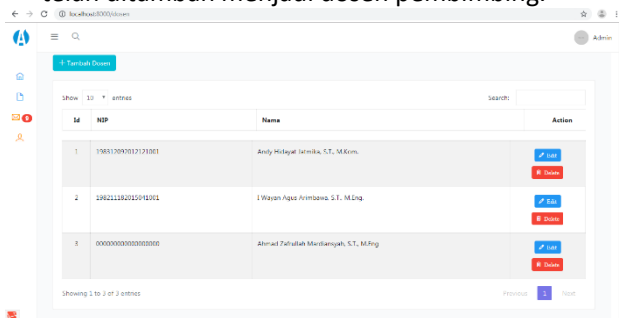 telah ditambah menjadi dosen pembimbing.
localhost:8000/dosen
Admin
+ Tambah Dosen
Show 10 entries Search:
Id NIP Name Action
1 198312092012121001 Andy Hidayat Jatmika, S.T., M.Kom. Edit
Delete
2 198211182015041001 I Wayan Agus Arimbawa, S.T., M.Eng. Edit
Delete
3 000000000000000000 Ahmad Zafrullah Mardiansyah, S.T., M.Eng Edit
Delete
Showing 1 to 3 of 3 entries Previous 1 Next